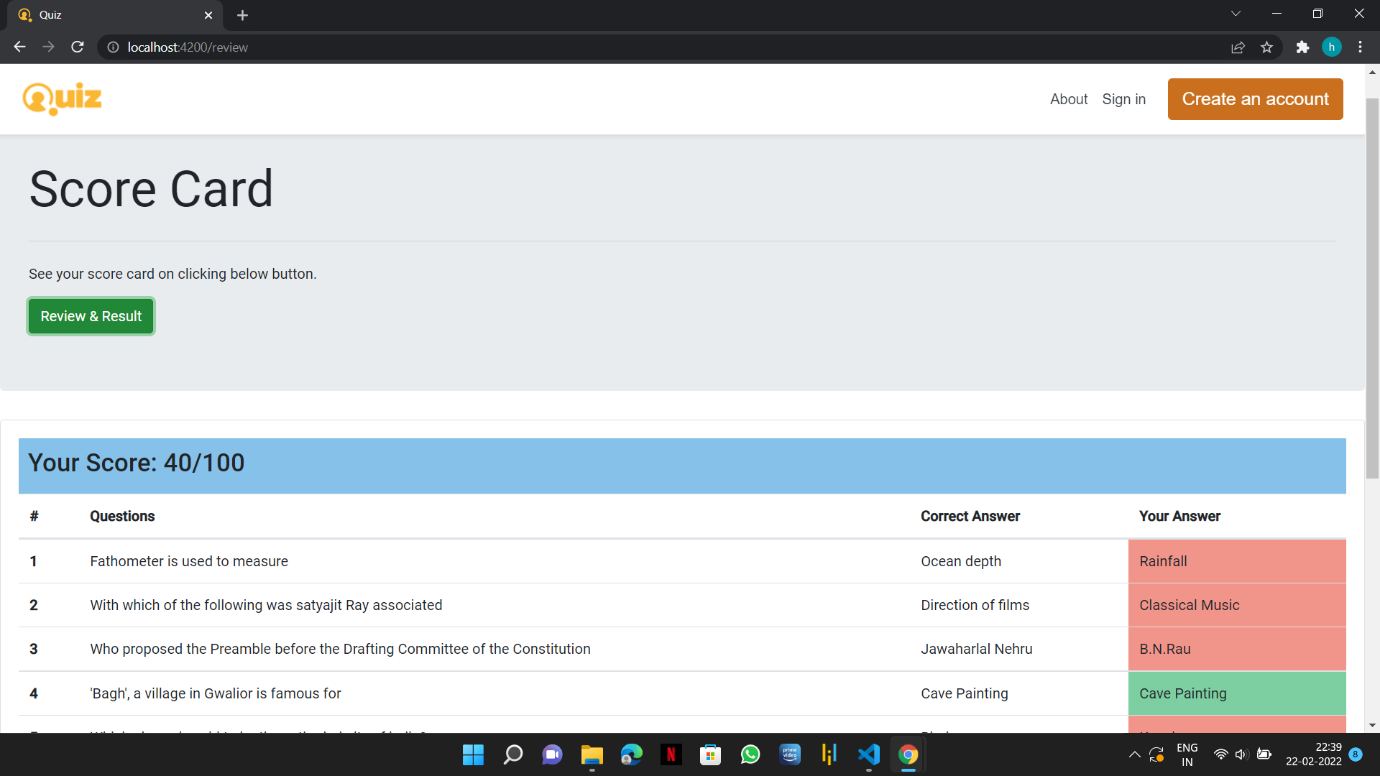 Quiz
localhost:4200/review
h
Quiz
About Sign in Create an account
Score Card
See your score card on clicking below button.
Review & Result
Your Score: 40/100
# Questions Correct Answer Your Answer
1 Fathometer is used to measure Ocean depth Rainfall
2 With which of the following was satyajit Ray associated Direction of films Classical Music
3 Who proposed the Preamble before the Drafting Committee of the Constitution Jawaharlal Nehru B.N.Rau
4 'Bagh', a village in Gwalior is famous for Cave Painting Cave Painting
N
prime video
ENG
IN
22:39
22-02-2022
8